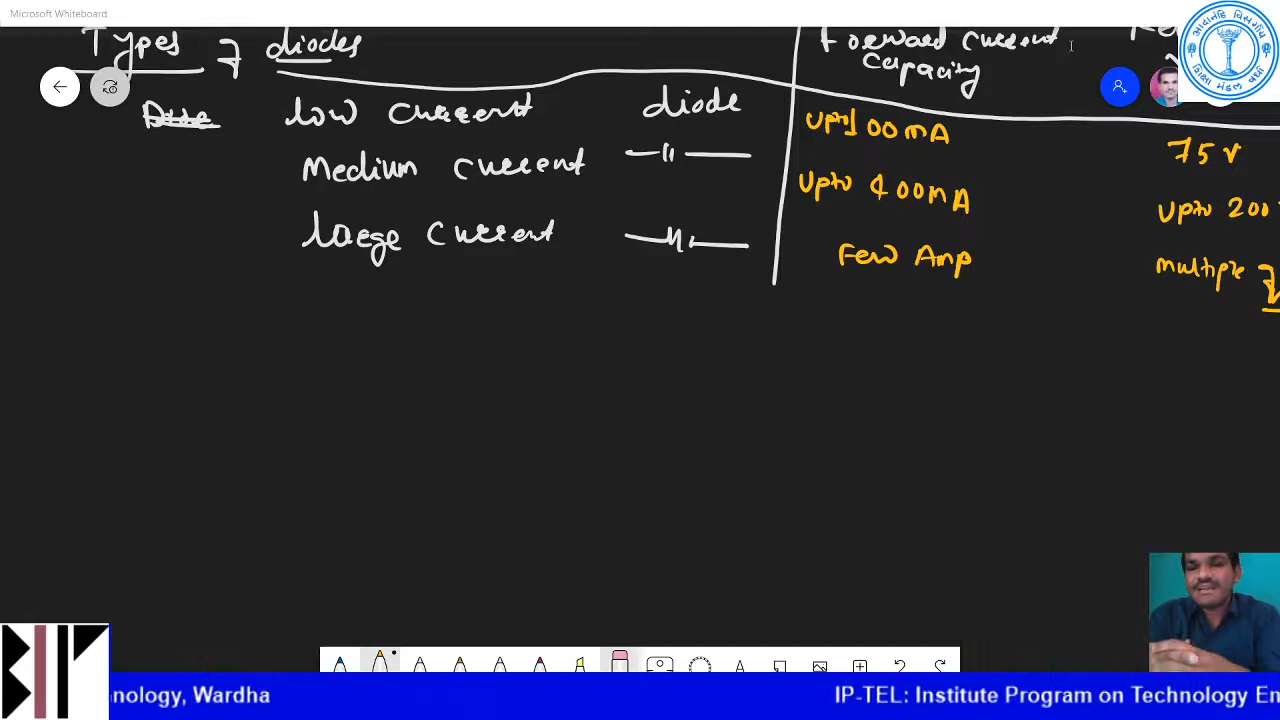 Microsoft Whiteboard
Types of diodes
Forward current
capacity
low current diode
upto 100mA
75 V
Medium current —||—
upto 400mA
upto 200
large current —||—
Few Amp
multiple
nology, Wardha
IP-TEL: Institute Program on Technology En